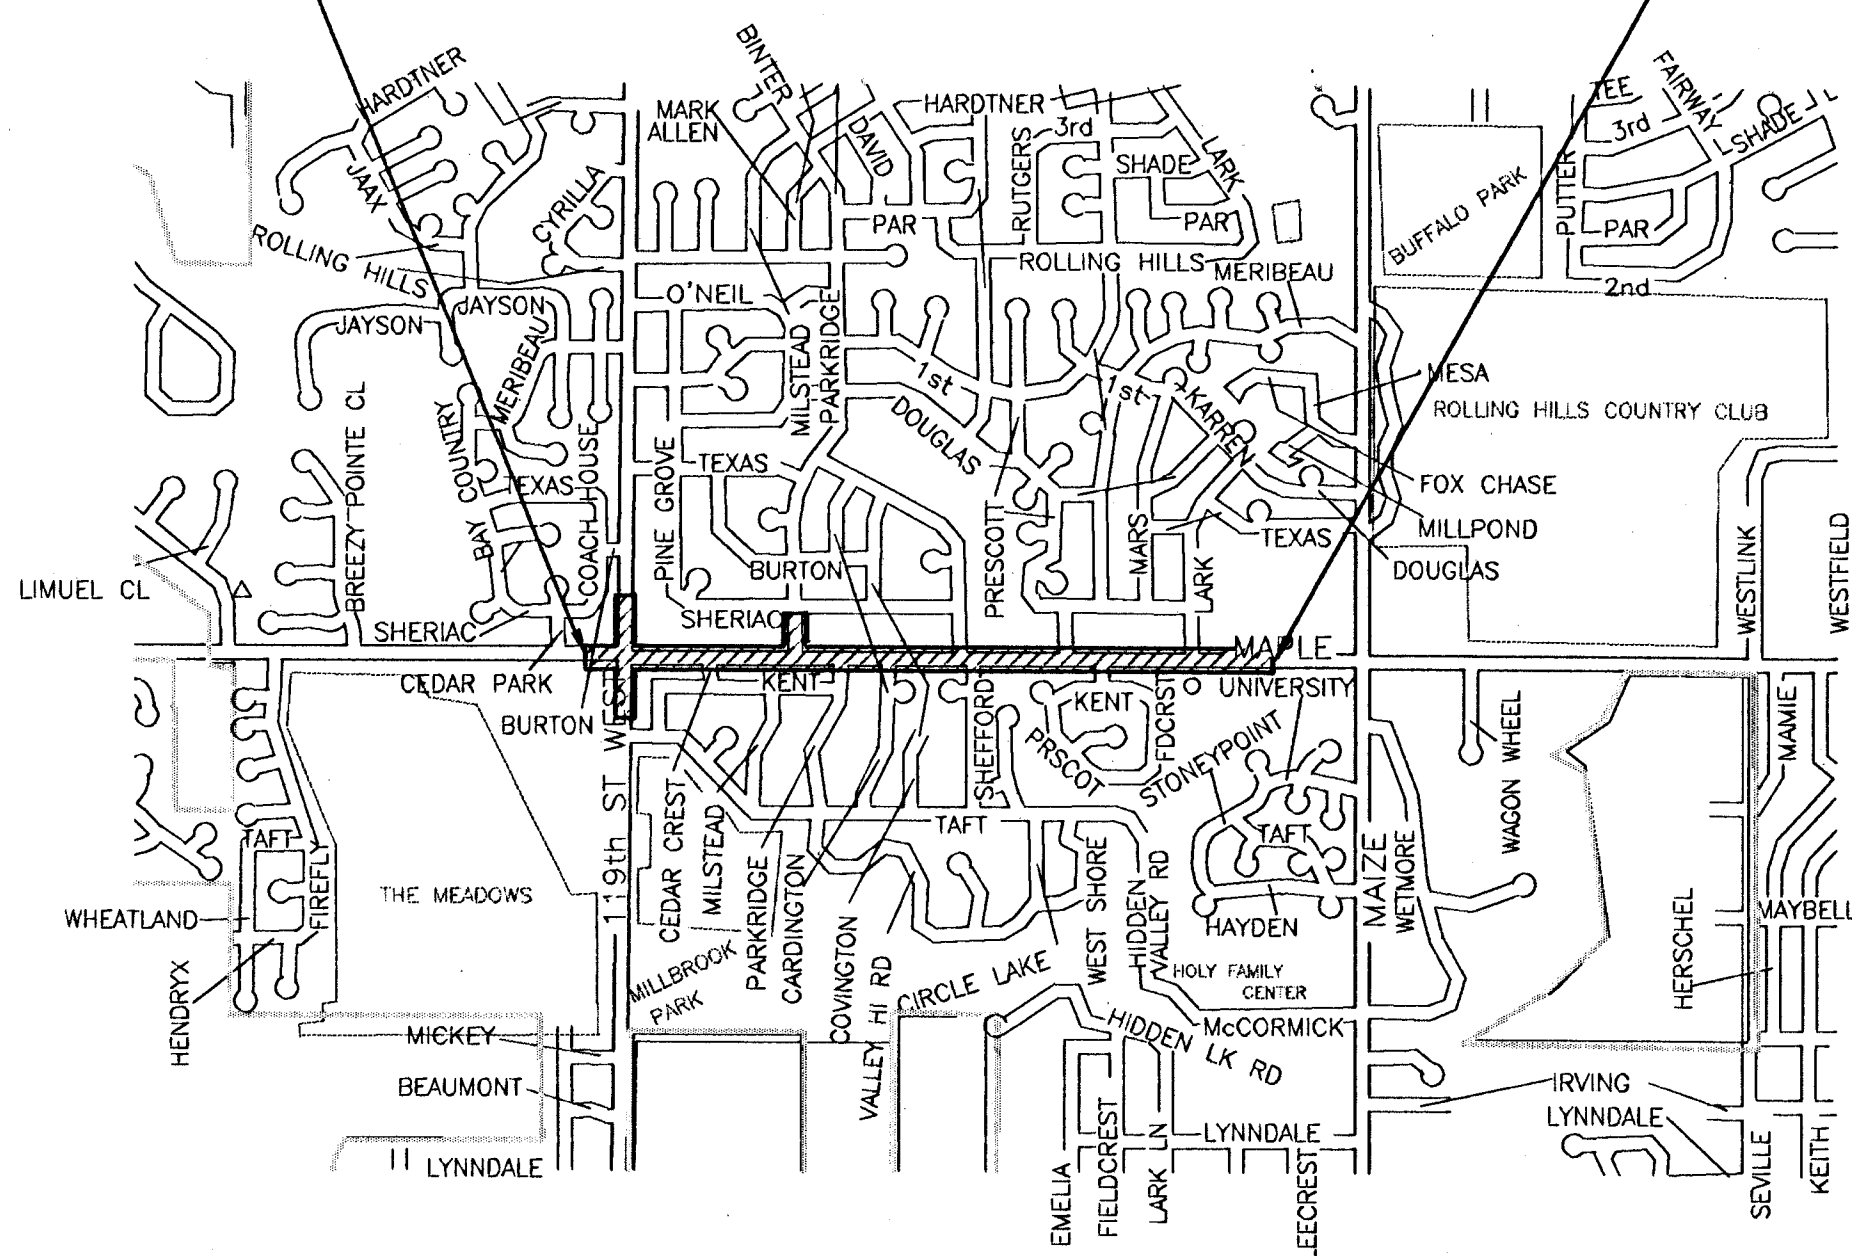 HARDTNER
BINTER
MARK
ALLEN
DAVID
HARDTNER
3rd
RUTGERS
SHADE
LARK
TEE
FAIRWAY
3rd
SHADE
JAAX
CYRILLA
PAR
PAR
BUFFALO PARK
PUTTER
PAR
ROLLING HILLS
ROLLING HILLS
MERIBEAU
2nd
JAYSON
JAYSON
O'NEIL
MERIBEAU
MILSTEAD
PARKRIDGE
1st
1st
KARREN
MESA
ROLLING HILLS COUNTRY CLUB
BREEZY POINTE CL
BAY COUNTRY
COACH HOUSE
DOUGLAS
TEXAS
PINE GROVE
TEXAS
FOX CHASE
MILLPOND
PRESCOTT
MARS
TEXAS
LARK
DOUGLAS
WESTLINK
WESTFIELD
LIMUEL CL
BURTON
SHERIAC
SHERIAC
MAPLE
CEDAR PARK
BURTON
KENT
KENT
UNIVERSITY
119th ST WEST
SHEFFORD
PRSCOT
FDCRST
STONEYPOINT
WAGON WHEEL
MAMIE
CEDAR CREST
MILSTEAD
PARKRIDGE
CARDINGTON
COVINGTON
VALLEY HI RD
TAFT
TAFT
TAFT
FIREFLY
THE MEADOWS
WHEATLAND
HENDRYX
WEST SHORE
HIDDEN
VALLEY RD
HAYDEN
MAIZE
WETMORE
HERSCHEL
MAYBELL
MILLBROOK
PARK
CIRCLE LAKE
HOLY FAMILY
CENTER
HIDDEN LK RD
McCORMICK
MICKEY
BEAUMONT
IRVING
LYNNDALE
LYNNDALE
LYNNDALE
EMELIA
FIELDCREST
LARK LN
LEECREST
SEVILLE
KEITH